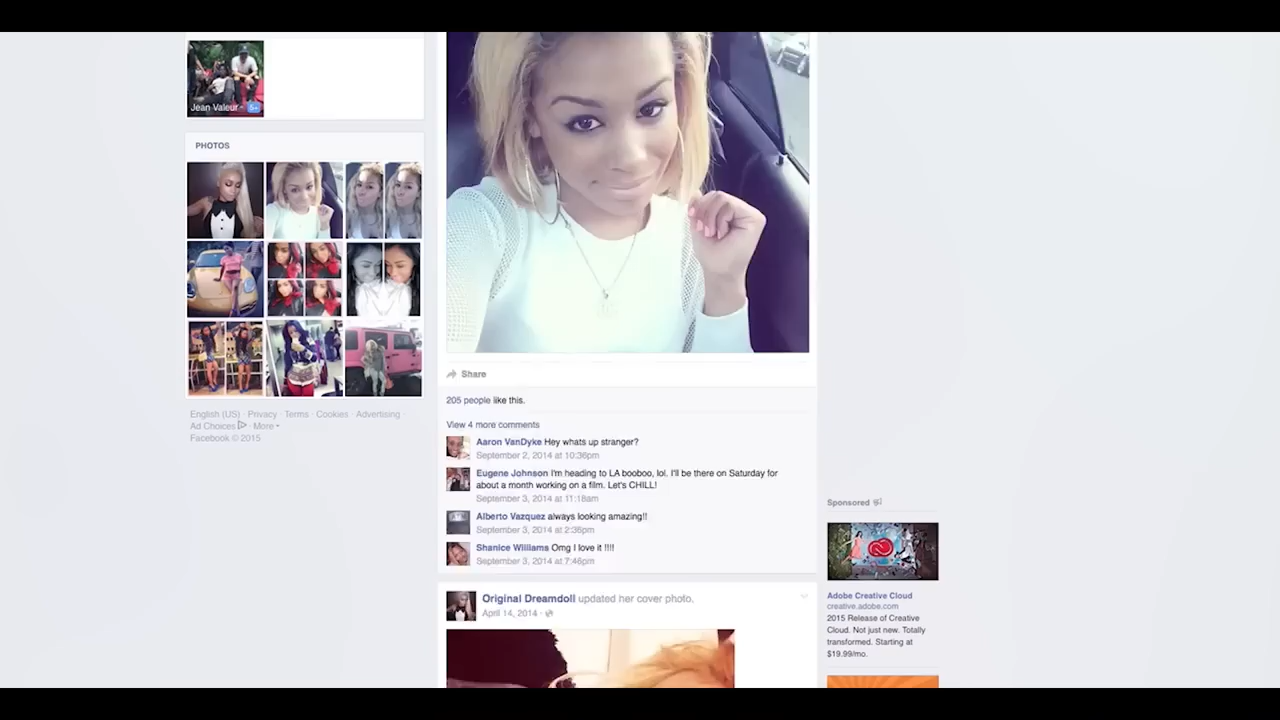 Jean Valeur
PHOTOS
English (US) · Privacy · Terms · Cookies · Advertising ·
Ad Choices More
Facebook © 2015
Share
205 people like this.
View 4 more comments
Aaron VanDyke Hey whats up stranger?
September 2, 2014 at 10:36pm
Eugene Johnson I'm heading to LA booboo, lol. I'll be there on Saturday for
about a month working on a film. Let's CHILL!
September 3, 2014 at 11:18am
Alberto Vazquez always looking amazing!!
September 3, 2014 at 2:36pm
Shanice Williams Omg I love it !!!!
September 3, 2014 at 7:46pm
Original Dreamdoll updated her cover photo.
April 14, 2014 ·
Sponsored
Adobe Creative Cloud
creative.adobe.com
2015 Release of Creative
Cloud. Not just new. Totally
transformed. Starting at
$19.99/mo.